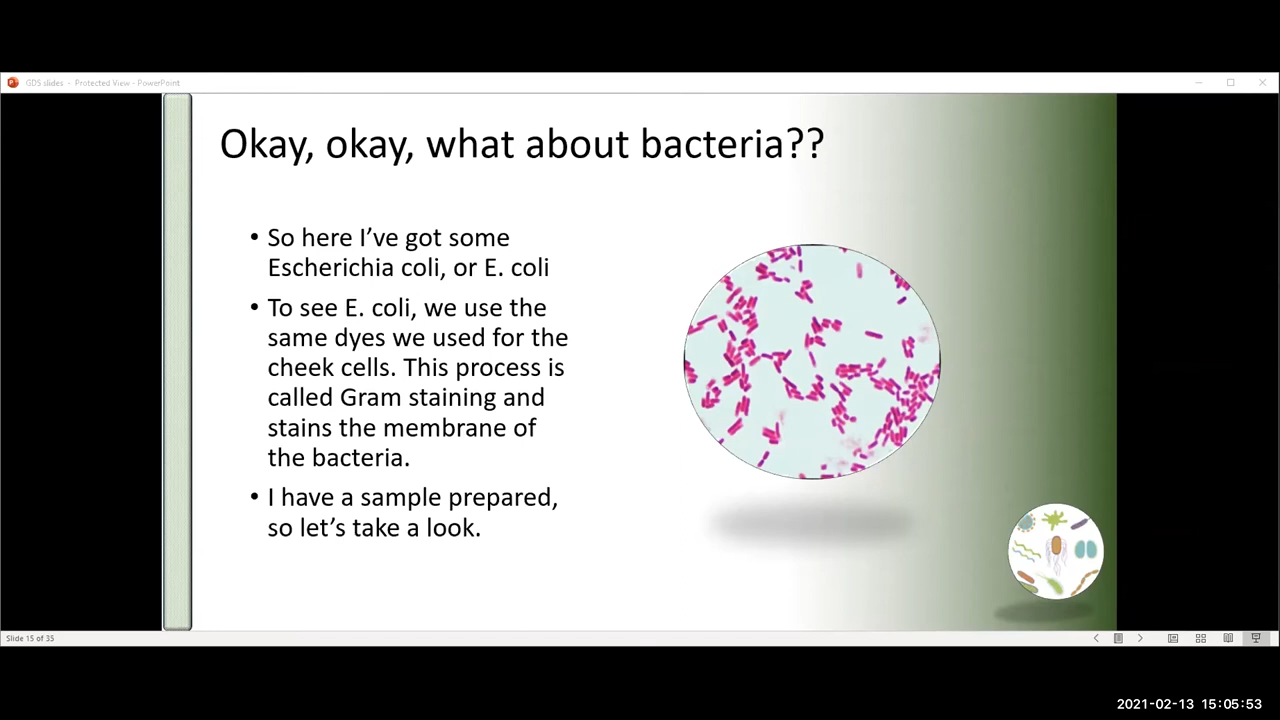 GDS slides - Protected View - PowerPoint
Okay, okay, what about bacteria??
• So here I’ve got some
Escherichia coli, or E. coli
• To see E. coli, we use the
same dyes we used for the
cheek cells. This process is
called Gram staining and
stains the membrane of
the bacteria.
• I have a sample prepared,
so let’s take a look.
Slide 15 of 35
2021-02-13 15:05:53